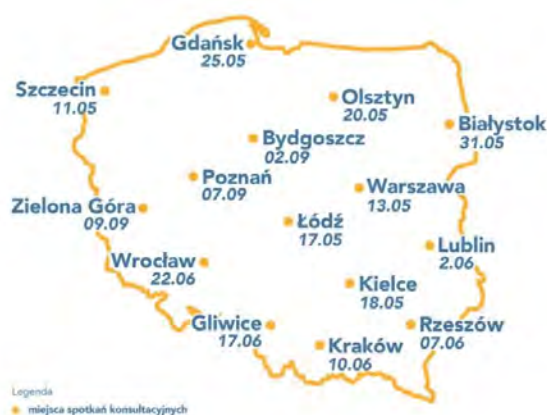 Gdańsk
25.05
Szczecin
11.05
Olsztyn
20.05
Białystok
31.05
Bydgoszcz
02.09
Poznań
07.09
Warszawa
13.05
Zielona Góra
09.09
Łódź
17.05
Lublin
2.06
Wrocław
22.06
Kielce
18.05
Gliwice
17.06
Rzeszów
07.06
Kraków
10.06
Legenda
miejsca spotkań konsultacyjnych